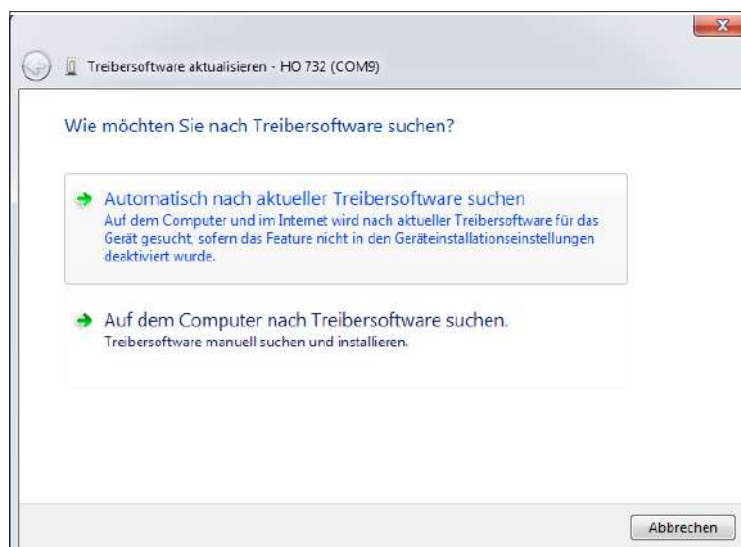 X
Treibersoftware aktualisieren - HO 732 (COM9)
Wie möchten Sie nach Treibersoftware suchen?
Automatisch nach aktueller Treibersoftware suchen
Auf dem Computer und im Internet wird nach aktueller Treibersoftware für das
Gerät gesucht, sofern das Feature nicht in den Geräteinstallationseinstellungen
deaktiviert wurde.
Auf dem Computer nach Treibersoftware suchen.
Treibersoftware manuell suchen und installieren.
Abbrechen